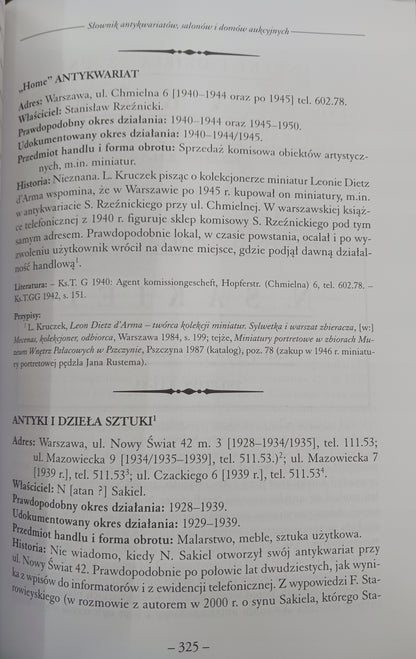 Słownik antykwariatów, salonów i domów aukcyjnych
„Home” ANTYKWARIAT
Adres: Warszawa, ul. Chmielna 6 [1940–1944 oraz po 1945] tel. 602.78.
Właściciel: Stanisław Rzeźnicki.
Prawdopodobny okres działania: 1940–1944 oraz 1945–1950.
Udokumentowany okres działania: 1940–1944/1945.
Przedmiot handlu i forma obrotu: Sprzedaż komisowa obiektów artystycz-
nych, m.in. miniatur.
Historia: Nieznana. L. Kruczek pisząc o kolekcjonerze miniatur Leonie Dietz
d'Arma wspomina, że w Warszawie po 1945 r. kupował on miniatury, m.in.
w antykwariacie S. Rzeźnickiego przy ul. Chmielnej. W warszawskiej książ-
ce telefonicznej z 1940 r. figuruje sklep komisowy S. Rzeźnickiego pod tym
samym adresem. Prawdopodobnie lokal, w czasie powstania, ocalał i po wy-
zwoleniu użytkownik wrócił na dawne miejsce, gdzie podjął dawną działal-
ność handlową¹.
Literatura: – Ks.T. G 1940: Agent komissiongescheft, Hopferstr. (Chmielna) 6, tel. 602.78. –
Ks.T.GG 1942, s. 151.
Przypisy:
¹ L. Kruczek, Leon Dietz d'Arma – twórca kolekcji miniatur. Sylwetka i warsztat zbieracza, [w:]
Mecenas, kolekcjoner, odbiorca, Warszawa 1984, s. 199; tejże, Miniatury portretowe w zbiorach Mu-
zeum Wnętrz Pałacowych w Pszczynie, Pszczyna 1987 (katalog), poz. 78 (zakup w 1946 r. miniatu-
ry portretowej pędzla Jana Rustema).
ANTYKI I DZIEŁA SZTUKI¹
Adres: Warszawa, ul. Nowy Świat 42 m. 3 [1928–1934/1935], tel. 111.53;
ul. Mazowiecka 9 [1934/1935–1939], tel. 511.53.)²; ul. Mazowiecka 7
[1939 r.], tel. 511.53³; ul. Czackiego 6 [1939 r.], tel. 511.53⁴.
Właściciel: N [atan ?] Sakiel.
Prawdopodobny okres działania: 1928–1939.
Udokumentowany okres działania: 1929–1939.
Przedmiot handlu i forma obrotu: Malarstwo, meble, sztuka użytkowa.
Historia: Nie wiadomo, kiedy N. Sakiel otworzył swój antykwariat przy
ul. Nowy Świat 42. Prawdopodobnie po połowie lat dwudziestych, jak wyni-
ka z wpisów do informatorów i z ewidencji telefonicznej. Z wypowiedzi F. Sta-
rowieyskiego (w rozmowie z autorem w 2000 r. o synu Sakiela, którego Sta-
– 325 –